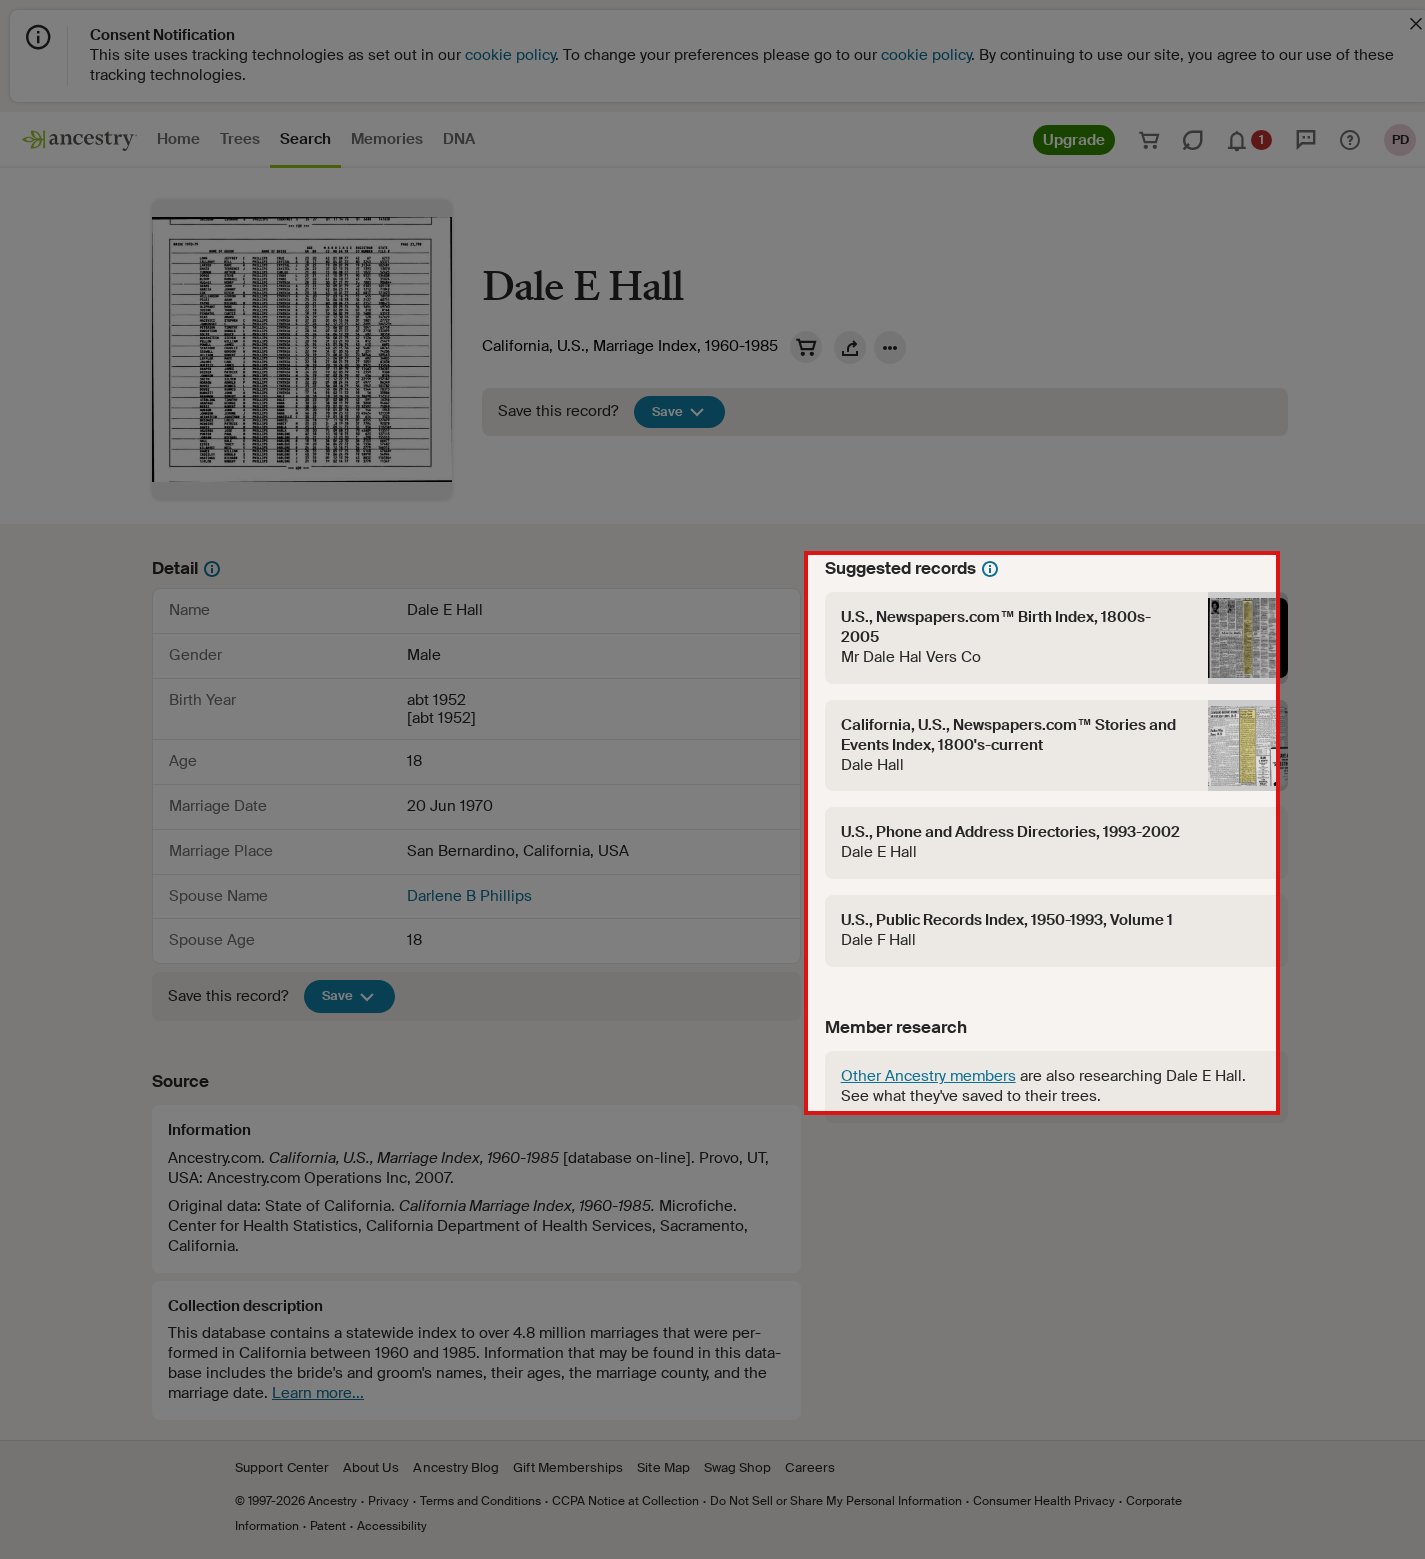 Consent Notification
This site uses tracking technologies as set out in our cookie policy. To change your preferences please go to our cookie policy. By continuing to use our site, you agree to our use of these
tracking technologies.
ancestry
Home Trees Search Memories DNA
Upgrade
1
PD
Dale E Hall
California, U.S., Marriage Index, 1960-1985
Save this record? Save
Detail
Name Dale E Hall
Gender Male
Birth Year abt 1952
[abt 1952]
Age 18
Marriage Date 20 Jun 1970
Marriage Place San Bernardino, California, USA
Spouse Name Darlene B Phillips
Spouse Age 18
Save this record? Save
Suggested records
U.S., Newspapers.com™ Birth Index, 1800s-
2005
Mr Dale Hal Vers Co
California, U.S., Newspapers.com™ Stories and
Events Index, 1800's-current
Dale Hall
U.S., Phone and Address Directories, 1993-2002
Dale E Hall
U.S., Public Records Index, 1950-1993, Volume 1
Dale F Hall
Member research
Other Ancestry members are also researching Dale E Hall.
See what they've saved to their trees.
Source
Information
Ancestry.com. California, U.S., Marriage Index, 1960-1985 [database on-line]. Provo, UT,
USA: Ancestry.com Operations Inc, 2007.
Original data: State of California. California Marriage Index, 1960-1985. Microfiche.
Center for Health Statistics, California Department of Health Services, Sacramento,
California.
Collection description
This database contains a statewide index to over 4.8 million marriages that were per-
formed in California between 1960 and 1985. Information that may be found in this data-
base includes the bride's and groom's names, their ages, the marriage county, and the
marriage date. Learn more...
Support Center About Us Ancestry Blog Gift Memberships Site Map Swag Shop Careers
© 1997-2026 Ancestry · Privacy · Terms and Conditions · CCPA Notice at Collection · Do Not Sell or Share My Personal Information · Consumer Health Privacy · Corporate
Information · Patent · Accessibility